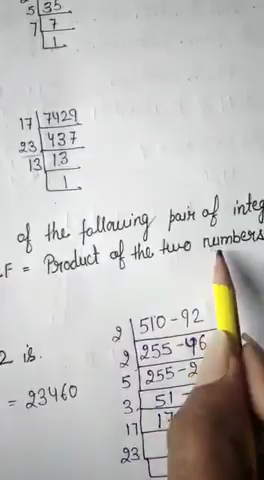 5 | 35
7 | 7
1
17 | 7429
23 | 437
13 | 13
1
of the following pair of integ
.F = Product of the two numbers
2 is.
= 23460
2 | 510-92
2 | 255-46
5 | 255-2
3 | 51
17 | 17
23